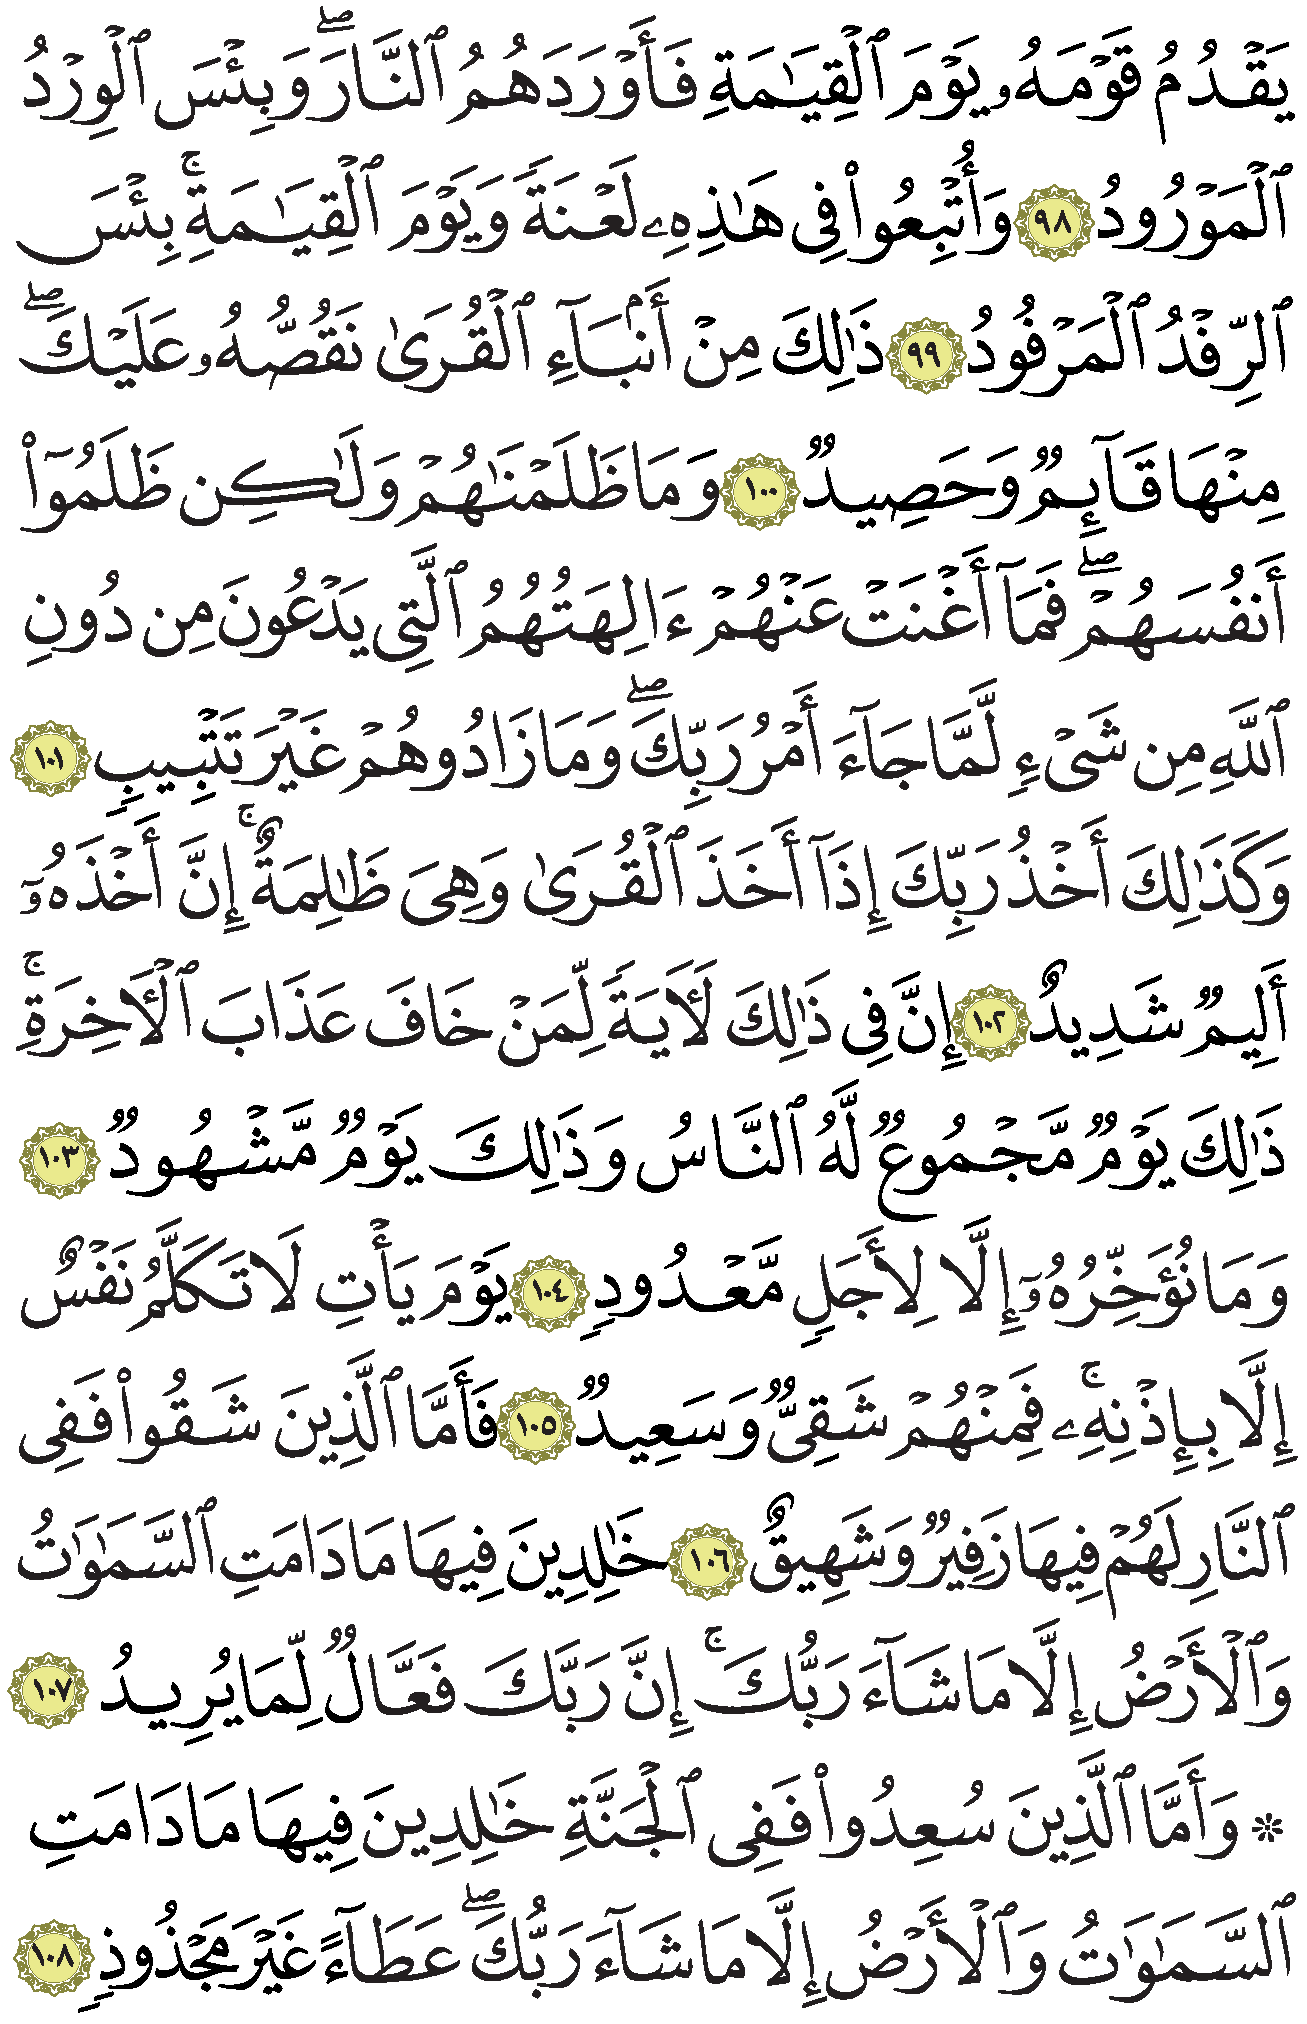 يَقۡدُمُ قَوۡمَهُۥ يَوۡمَ ٱلۡقِيَٰمَةِ فَأَوۡرَدَهُمُ ٱلنَّارَۖ وَبِئۡسَ ٱلۡوِرۡدُ
ٱلۡمَوۡرُودُ ٩٨ وَأُتۡبِعُواْ فِي هَٰذِهِۦ لَعۡنَةٗ وَيَوۡمَ ٱلۡقِيَٰمَةِۚ بِئۡسَ
ٱلرِّفۡدُ ٱلۡمَرۡفُودُ ٩٩ ذَٰلِكَ مِنۡ أَنۢبَآءِ ٱلۡقُرَىٰ نَقُصُّهُۥ عَلَيۡكَۖ
مِنۡهَا قَآئِمٞ وَحَصِيدٞ ١٠٠ وَمَا ظَلَمۡنَٰهُمۡ وَلَٰكِن ظَلَمُوٓاْ
أَنفُسَهُمۡۖ فَمَآ أَغۡنَتۡ عَنۡهُمۡ ءَالِهَتُهُمُ ٱلَّتِي يَدۡعُونَ مِن دُونِ
ٱللَّهِ مِن شَيۡءٖ لَّمَّا جَآءَ أَمۡرُ رَبِّكَۖ وَمَا زَادُوهُمۡ غَيۡرَ تَتۡبِيبٖ ١٠١
وَكَذَٰلِكَ أَخۡذُ رَبِّكَ إِذَآ أَخَذَ ٱلۡقُرَىٰ وَهِيَ ظَٰلِمَةٌۚ إِنَّ أَخۡذَهُۥٓ
أَلِيمٞ شَدِيدٌ ١٠٢ إِنَّ فِي ذَٰلِكَ لَأٓيَةٗ لِّمَنۡ خَافَ عَذَابَ ٱلۡأٓخِرَةِۚ
ذَٰلِكَ يَوۡمٞ مَّجۡمُوعٞ لَّهُ ٱلنَّاسُ وَذَٰلِكَ يَوۡمٞ مَّشۡهُودٞ ١٠٣
وَمَا نُؤَخِّرُهُۥٓ إِلَّا لِأَجَلٖ مَّعۡدُودٖ ١٠٤ يَوۡمَ يَأۡتِ لَا تَكَلَّمُ نَفۡسٌ
إِلَّا بِإِذۡنِهِۦۚ فَمِنۡهُمۡ شَقِيّٞ وَسَعِيدٞ ١٠٥ فَأَمَّا ٱلَّذِينَ شَقُواْ فَفِي
ٱلنَّارِ لَهُمۡ فِيهَا زَفِيرٞ وَشَهِيقٌ ١٠٦ خَٰلِدِينَ فِيهَا مَا دَامَتِ ٱلسَّمَٰوَٰتُ
وَٱلۡأَرۡضُ إِلَّا مَا شَآءَ رَبُّكَۚ إِنَّ رَبَّكَ فَعَّالٞ لِّمَا يُرِيدُ ١٠٧
۞ وَأَمَّا ٱلَّذِينَ سُعِدُواْ فَفِي ٱلۡجَنَّةِ خَٰلِدِينَ فِيهَا مَا دَامَتِ
ٱلسَّمَٰوَٰتُ وَٱلۡأَرۡضُ إِلَّا مَا شَآءَ رَبُّكَۖ عَطَآءً غَيۡرَ مَجۡذُوذٖ ١٠٨